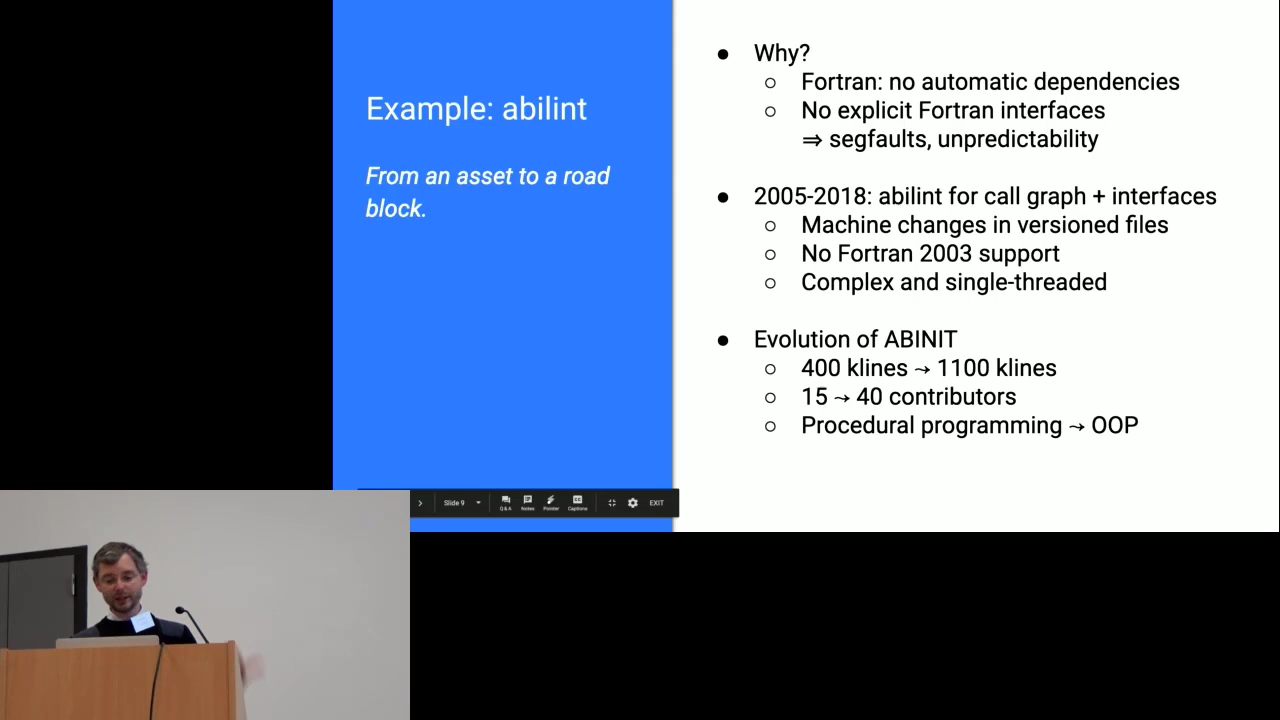 Example: abilint
From an asset to a road
block.
● Why?
○ Fortran: no automatic dependencies
○ No explicit Fortran interfaces
⇒ segfaults, unpredictability
● 2005-2018: abilint for call graph + interfaces
○ Machine changes in versioned files
○ No Fortran 2003 support
○ Complex and single-threaded
● Evolution of ABINIT
○ 400 klines → 1100 klines
○ 15 → 40 contributors
○ Procedural programming → OOP
Slide 9
Q&A
Notes
Pointer
Captions
EXIT